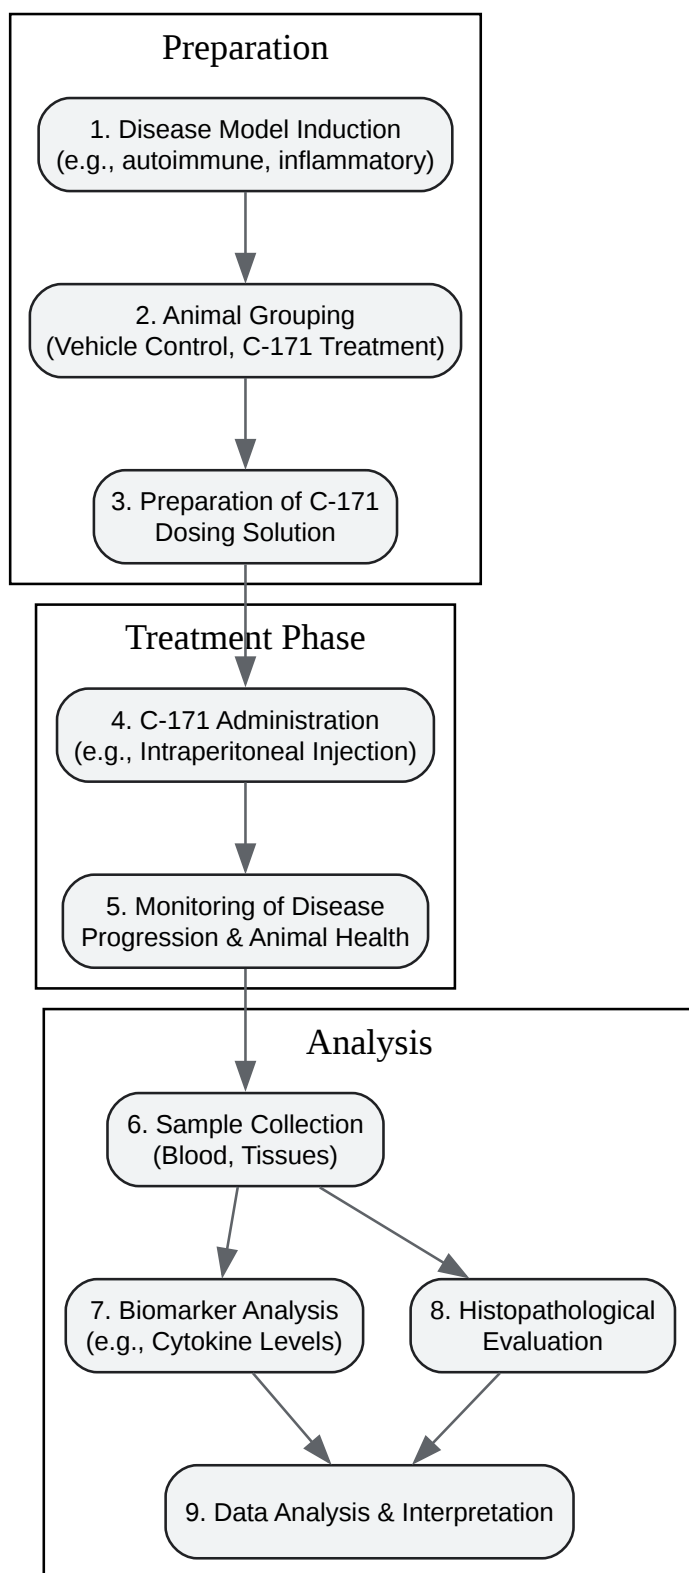 Preparation
1. Disease Model Induction
(e.g., autoimmune, inflammatory)
2. Animal Grouping
(Vehicle Control, C-171 Treatment)
3. Preparation of C-171
Dosing Solution
Treatment Phase
4. C-171 Administration
(e.g., Intraperitoneal Injection)
5. Monitoring of Disease
Progression & Animal Health
Analysis
6. Sample Collection
(Blood, Tissues)
7. Biomarker Analysis
(e.g., Cytokine Levels)
8. Histopathological
Evaluation
9. Data Analysis & Interpretation